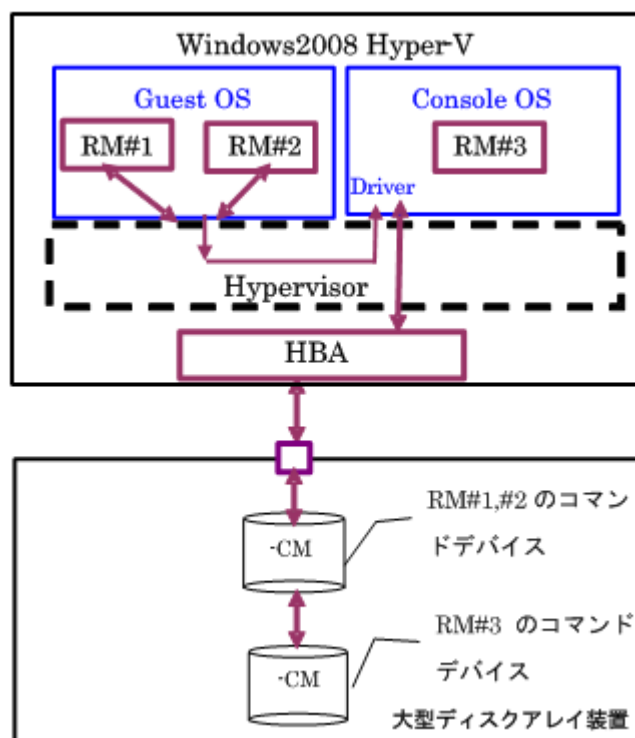 Windows2008 Hyper-V
Guest OS
Console OS
RM#1
RM#2
RM#3
Driver
Hypervisor
HBA
RM#1,#2 のコマン
ドデバイス
-CM
RM#3 のコマンド
デバイス
-CM
大型ディスクアレイ装置